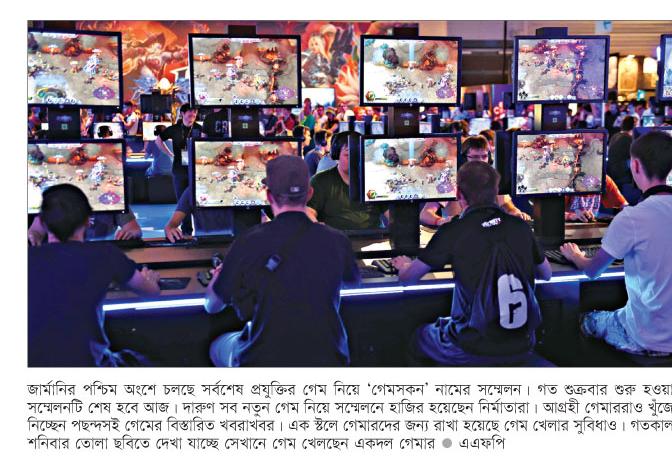 6
জার্মানির পশ্চিম অংশে চলছে সর্বশেষ প্রযুক্তির গেম নিয়ে ‘গেমসকন’ নামের সম্মেলন। গত শুক্রবার শুরু হওয়া
সম্মেলনটি শেষ হবে আজ। দারুণ সব নতুন গেম নিয়ে সম্মেলনে হাজির হয়েছেন নির্মাতারা। আগ্রহী গেমাররাও খুঁজে
নিচ্ছেন পছন্দসই গেমের বিস্তারিত খবরাখবর। এক স্টলে গেমারদের জন্য রাখা হয়েছে গেম খেলার সুবিধাও। গতকাল
শনিবার তোলা ছবিতে দেখা যাচ্ছে সেখানে গেম খেলছেন একদল গেমার ● এএফপি